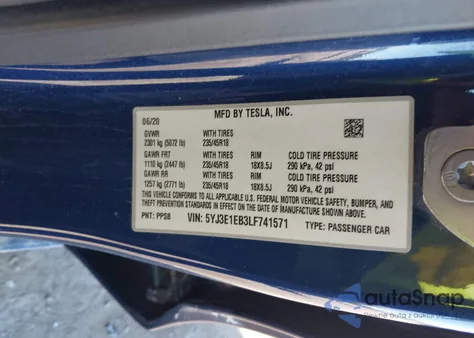 MFD BY TESLA, INC.
06/20
GVWR WITH TIRES
2301 kg (5072 lb) 235/45R18
GAWR FRT WITH TIRES RIM COLD TIRE PRESSURE
1110 kg (2447 lb) 235/45R18 18X8.5J 290 kPa, 42 psi
GAWR RR WITH TIRES RIM COLD TIRE PRESSURE
1257 kg (2771 lb) 235/45R18 18X8.5J 290 kPa, 42 psi
THIS VEHICLE CONFORMS TO ALL APPLICABLE
U.S. FEDERAL MOTOR VEHICLE SAFETY, BUMPER, AND
THEFT PREVENTION STANDARDS IN EFFECT ON THE DATE OF
MANUFACTURE SHOWN ABOVE.
PNT: PPSB VIN: 5YJ3E1EB3LF741571 TYPE: PASSENGER CAR
autoSnap
auta z aukcji